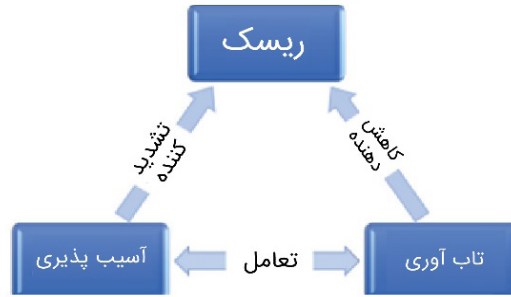 ریسک
تشدید
کننده
کاهش
دهنده
آسیب پذیری
تعامل
تاب آوری